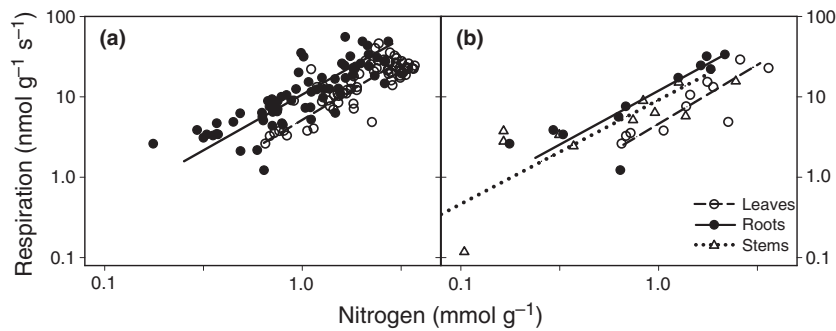 100
(a)
(b)
100
10
10
1.0
1.0
0.1
0.1
Leaves
Roots
Stems
0.1
1.0
0.1
1.0
Respiration (nmol g⁻¹ s⁻¹)
Nitrogen (mmol g⁻¹)